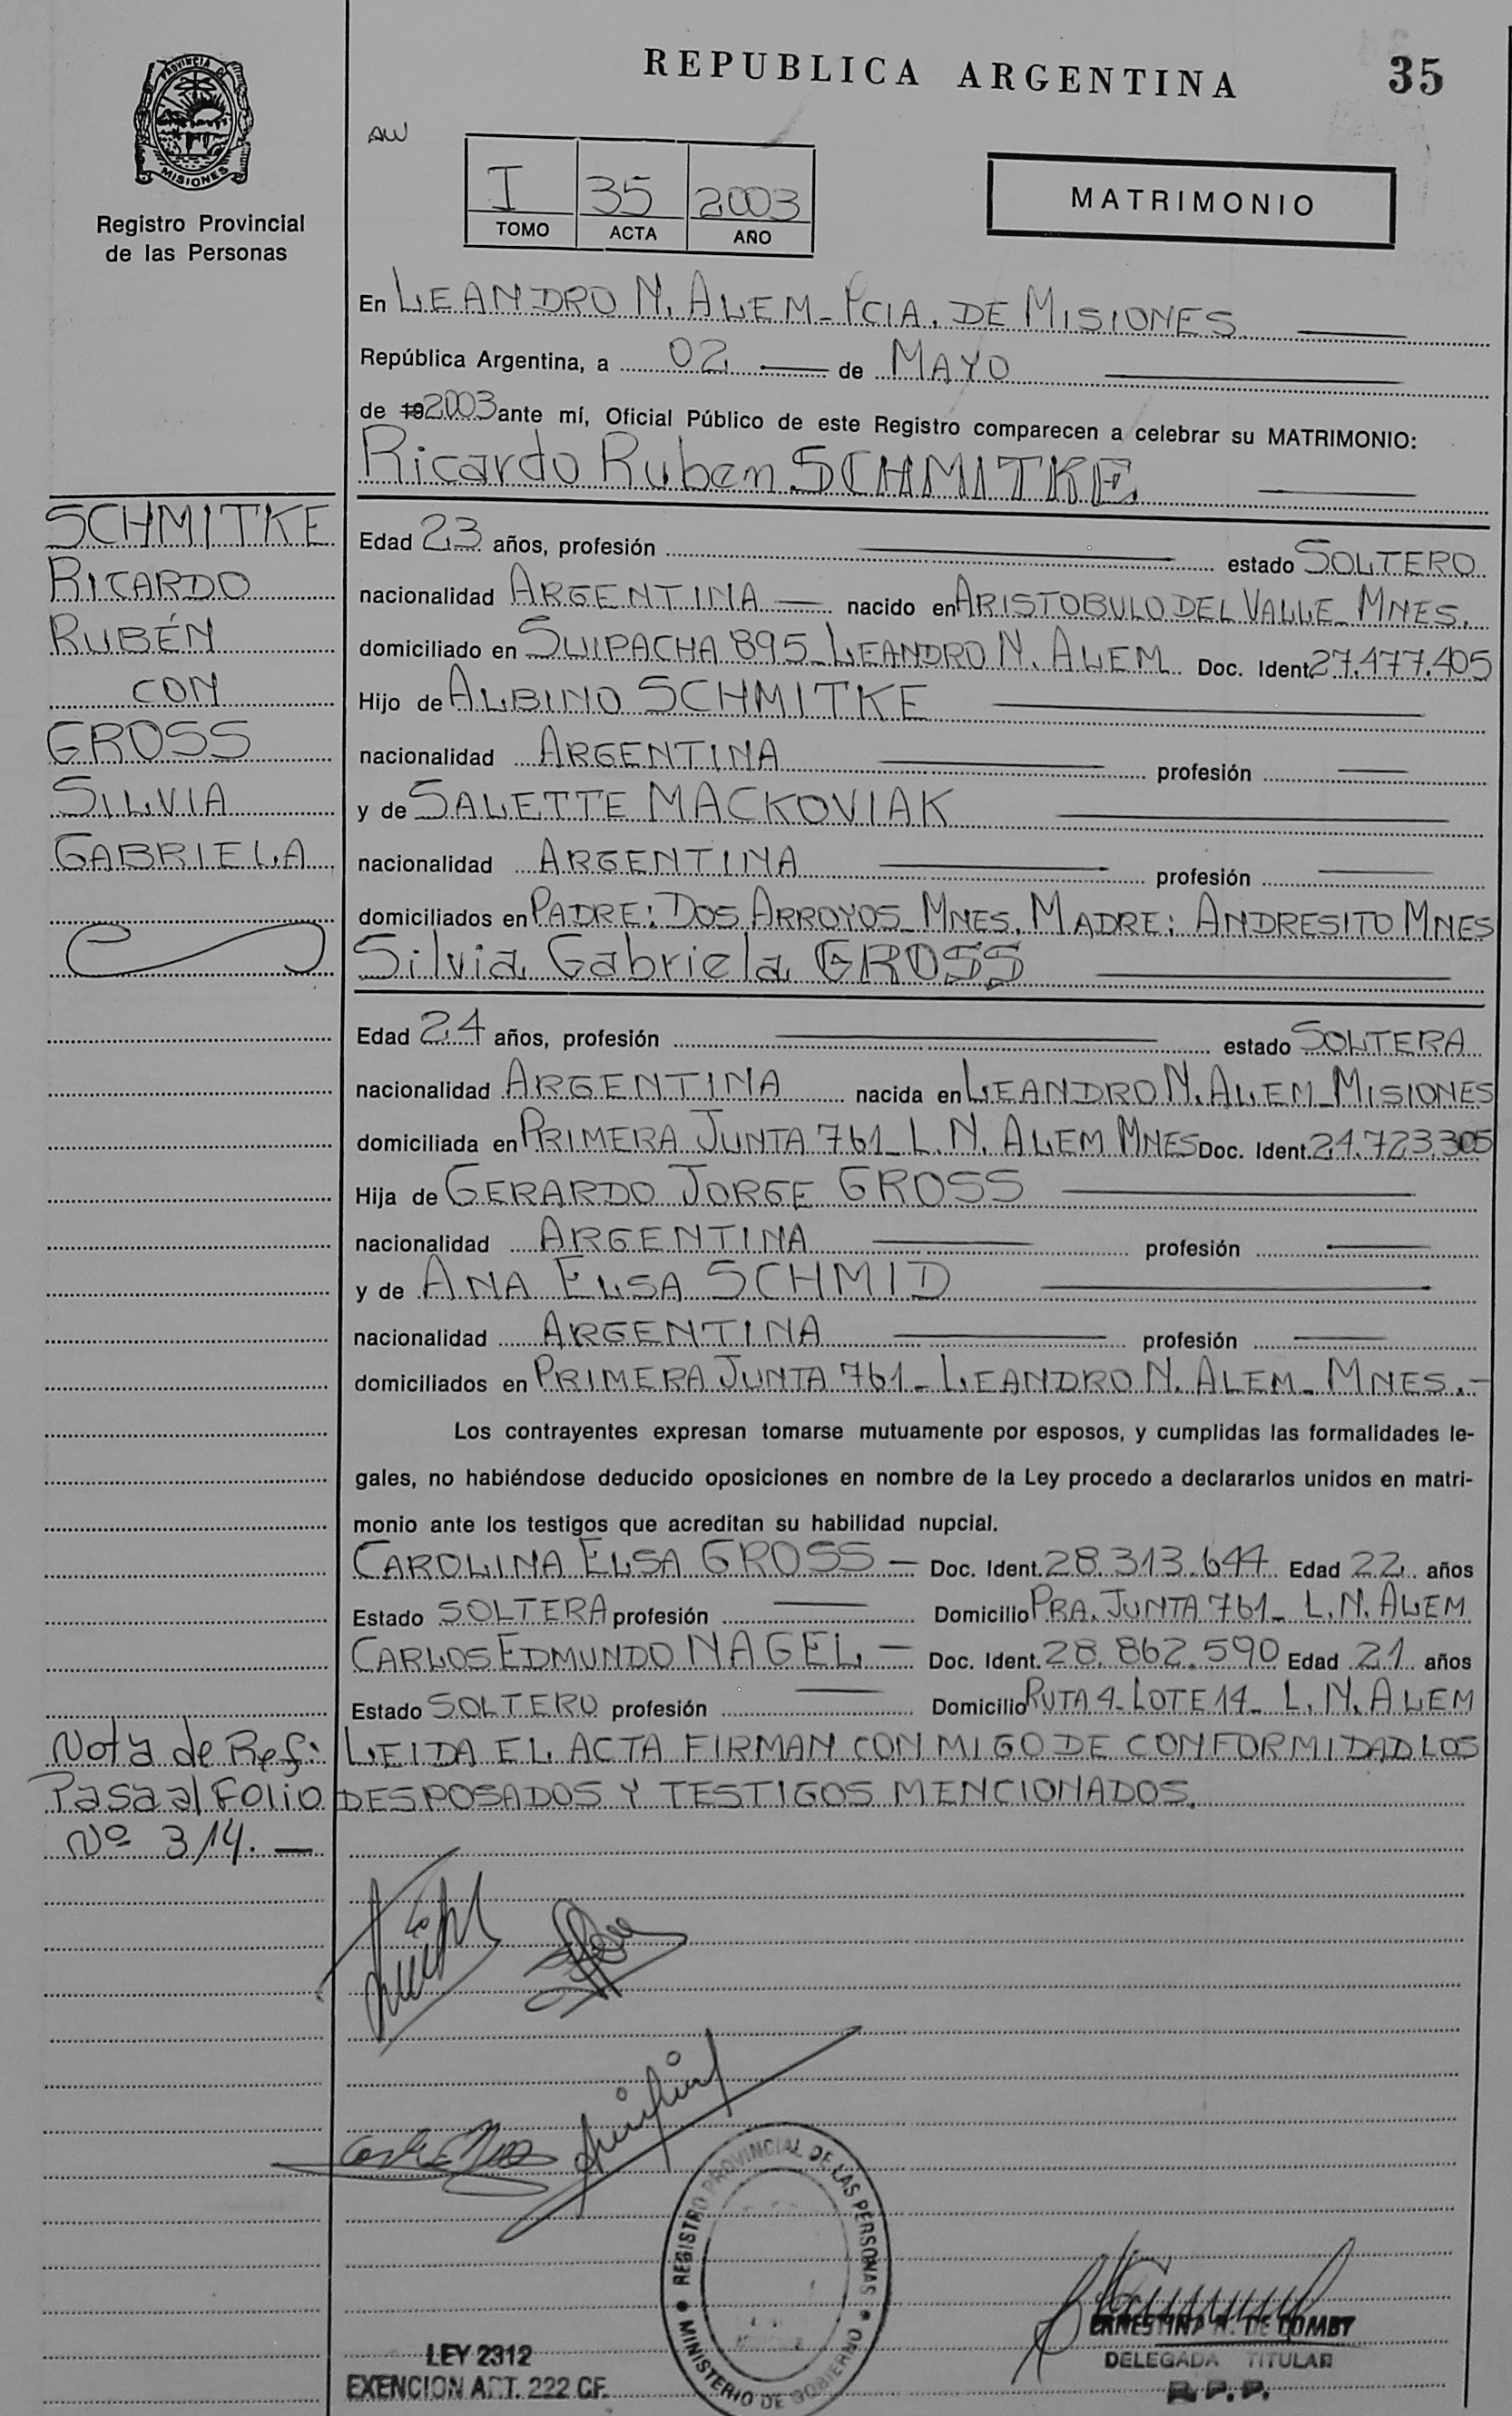 REPUBLICA ARGENTINA 35
PROVINCIA DE
MISIONES
Registro Provincial
de las Personas
AW
I 35 2003
TOMO ACTA AÑO
MATRIMONIO
En LEANDRO N. ALEM - PCIA. DE MISIONES
República Argentina, a 02 de MAYO
de 19 2003 ante mí, Oficial Público de este Registro comparecen a celebrar su MATRIMONIO:
Ricardo Ruben SCHMITKE
SCHMITKE
RICARDO
RUBÉN
CON
GROSS
SILVIA
GABRIELA
Edad 23 años, profesión estado SOLTERO
nacionalidad ARGENTINA nacido en ARISTOBULO DEL VALLE - MNES.
domiciliado en SUIPACHA 895 - LEANDRO N. ALEM Doc. Ident. 27.477.405
Hijo de ALBINO SCHMITKE
nacionalidad ARGENTINA profesión
y de SALETTE MACKOVIAK
nacionalidad ARGENTINA profesión
domiciliados en PADRE: DOS ARROYOS - MNES. MADRE: ANDRESITO MNES
Silvia Gabriela GROSS
Edad 24 años, profesión estado SOLTERA
nacionalidad ARGENTINA nacida en LEANDRO N. ALEM - MISIONES
domiciliada en PRIMERA JUNTA 761 - L. N. ALEM MNES Doc. Ident. 24.723.305
Hija de GERARDO JORGE GROSS
nacionalidad ARGENTINA profesión
y de ANA ELSA SCHMID
nacionalidad ARGENTINA profesión
domiciliados en PRIMERA JUNTA 761 - LEANDRO N. ALEM - MNES. -
Los contrayentes expresan tomarse mutuamente por esposos, y cumplidas las formalidades le-
gales, no habiéndose deducido oposiciones en nombre de la Ley procedo a declararlos unidos en matri-
monio ante los testigos que acreditan su habilidad nupcial.
CAROLINA ELSA GROSS - Doc. Ident. 28.313.644 Edad 22 años
Estado SOLTERA profesión Domicilio PRA. JUNTA 761 - L. N. ALEM
CARLOS EDMUNDO NAGEL - Doc. Ident. 28.862.590 Edad 21 años
Estado SOLTERO profesión Domicilio RUTA 4 - LOTE 14 - L. N. ALEM
LEIDA EL ACTA FIRMAN CON MIGO DE CONFORMIDAD LOS
DESPOSADOS Y TESTIGOS MENCIONADOS.
Nota de Ref:
Pasa al Folio
Nº 314. -
REGISTRO PROVINCIAL DE LAS PERSONAS
MINISTERIO DE GOBIERNO
LEY 2312
EXENCION ART. 222 CF.
ERNESTINA DE LOMBT
DELEGADA TITULAR
R. P. P.